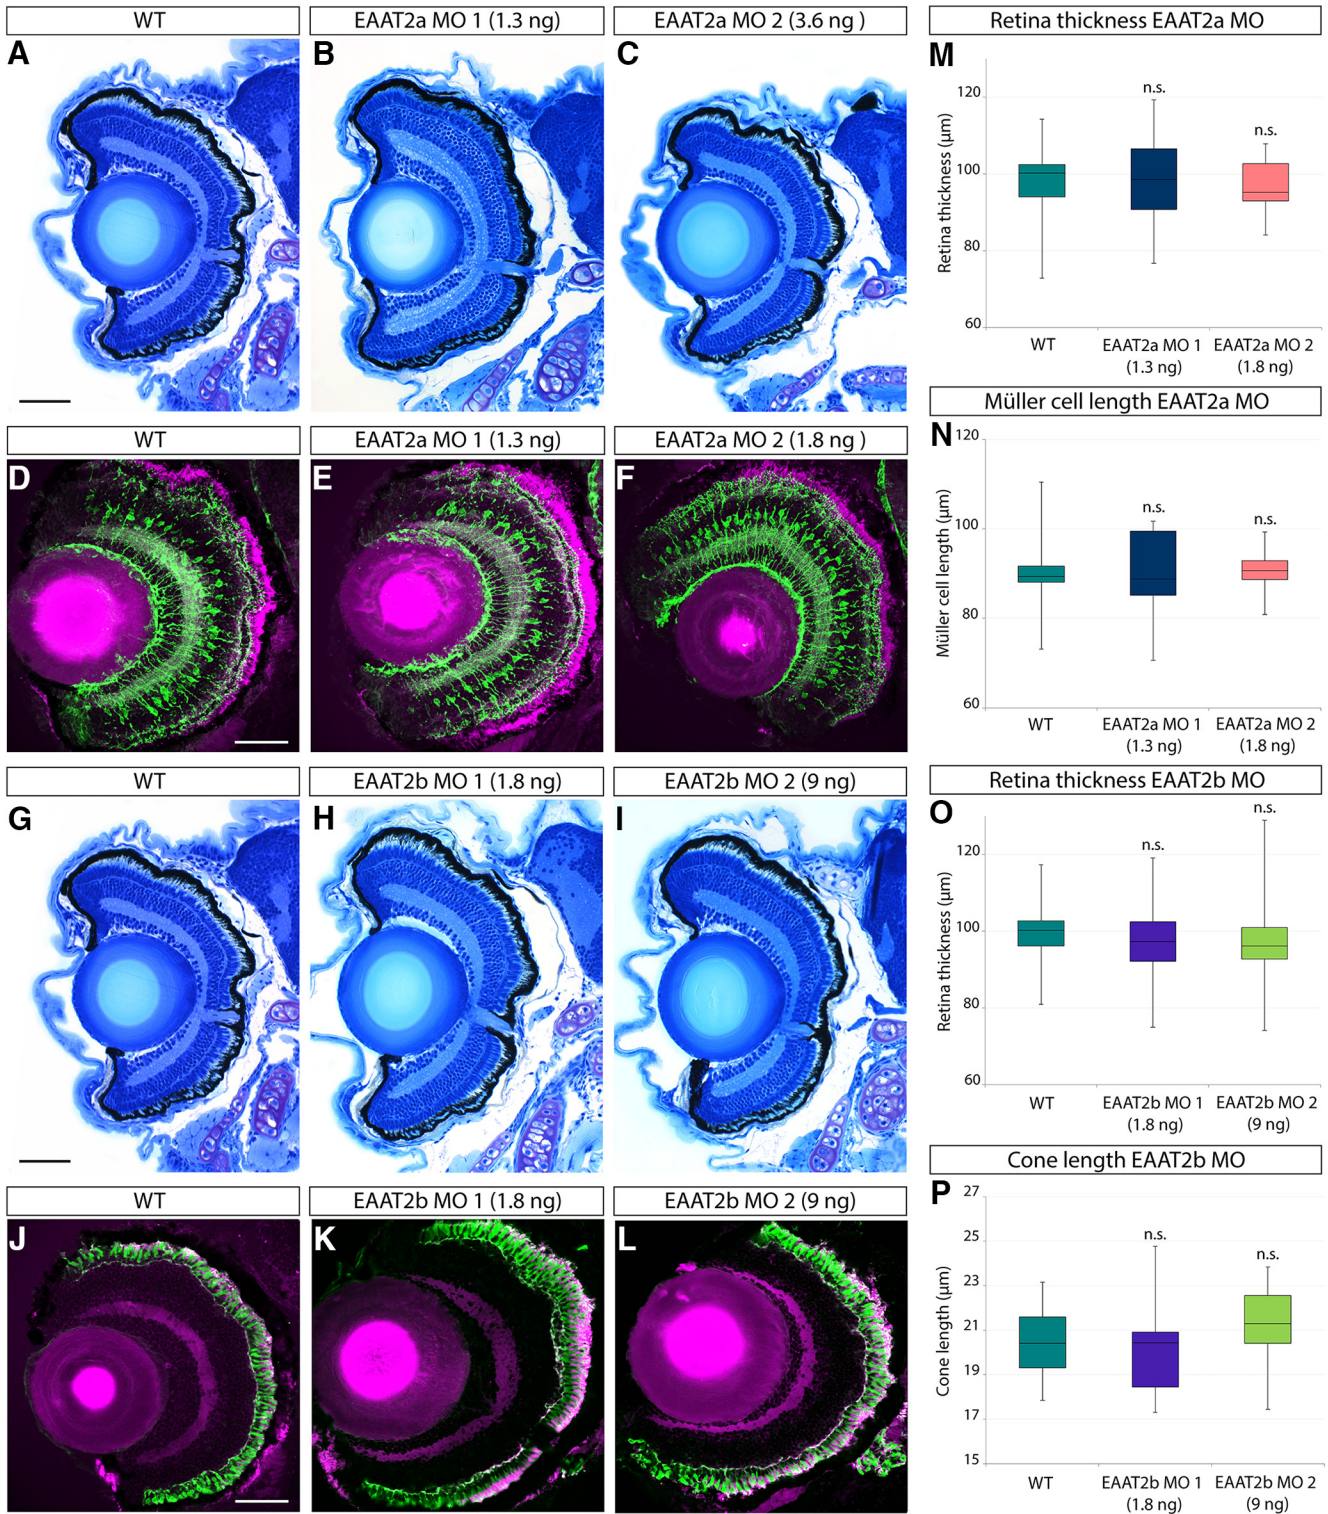 WT
EAAT2a MO 1 (1.3 ng)
EAAT2a MO 2 (3.6 ng )
A
B
C
WT
EAAT2a MO 1 (1.3 ng)
EAAT2a MO 2 (1.8 ng )
D
E
F
WT
EAAT2b MO 1 (1.8 ng)
EAAT2b MO 2 (9 ng)
G
H
I
WT
EAAT2b MO 1 (1.8 ng)
EAAT2b MO 2 (9 ng)
J
K
L
Retina thickness EAAT2a MO
M
Retina thickness (µm)
120
100
80
60
n.s.
n.s.
WT
EAAT2a MO 1
(1.3 ng)
EAAT2a MO 2
(1.8 ng)
Müller cell length EAAT2a MO
N
Müller cell length (µm)
120
100
80
60
n.s.
n.s.
WT
EAAT2a MO 1
(1.3 ng)
EAAT2a MO 2
(1.8 ng)
Retina thickness EAAT2b MO
O
Retina thickness (µm)
120
100
80
60
n.s.
n.s.
WT
EAAT2b MO 1
(1.8 ng)
EAAT2b MO 2
(9 ng)
Cone length EAAT2b MO
P
Cone length (µm)
27
25
23
21
19
17
15
n.s.
n.s.
WT
EAAT2b MO 1
(1.8 ng)
EAAT2b MO 2
(9 ng)